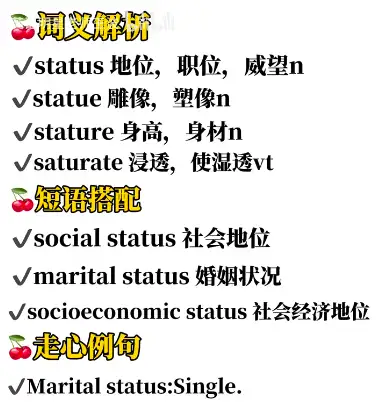 同义解析
✓status 地位，职位，威望n
✓statue 雕像，塑像n
✓stature 身高，身材n
✓saturate 浸透，使湿透vt
短语搭配
✓social status 社会地位
✓marital status 婚姻状况
✓socioeconomic status 社会经济地位
走心例句
✓Marital status:Single.